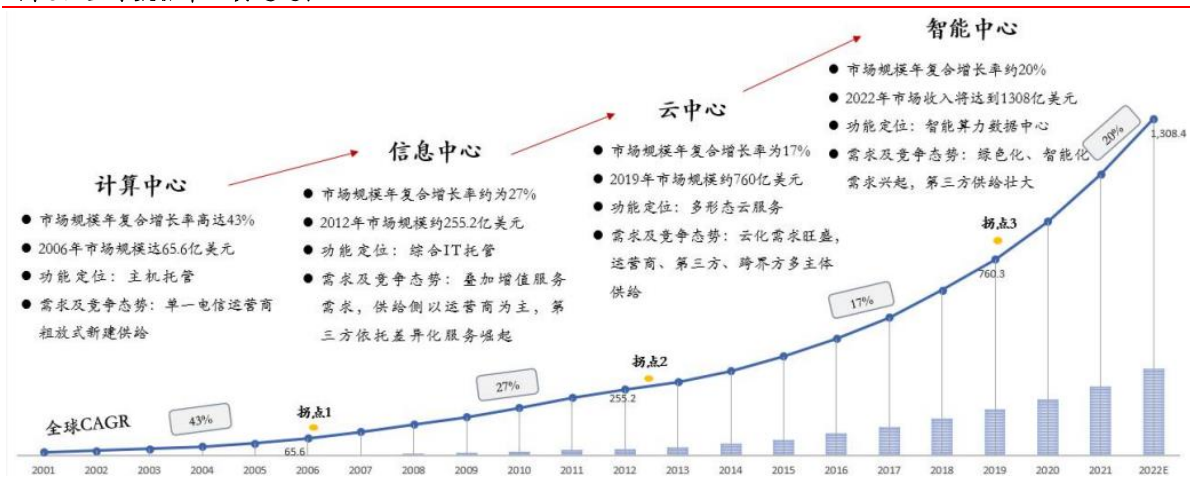 计算中心
● 市场规模年复合增长率高达43%
● 2006年市场规模达65.6亿美元
● 功能定位：主机托管
● 需求及竞争态势：单一电信运营商
粗放式新建供给
信息中心
● 市场规模年复合增长率约为27%
● 2012年市场规模约255.2亿美元
● 功能定位：综合IT托管
● 需求及竞争态势：叠加增值服务
需求，供给侧以运营商为主，第
三方依托差异化服务崛起
云中心
● 市场规模年复合增长率为17%
● 2019年市场规模约760亿美元
● 功能定位：多形态云服务
● 需求及竞争态势：云化需求旺盛，
运营商、第三方、跨界方多主体
供给
智能中心
● 市场规模年复合增长率约20%
● 2022年市场收入将达到1308亿美元
● 功能定位：智能算力数据中心
● 需求及竞争态势：绿色化、智能化
需求兴起，第三方供给壮大
全球CAGR
43%
拐点1
65.6
27%
拐点2
255.2
17%
拐点3
760.3
20%
1,308.4
2001 2002 2003 2004 2005 2006 2007 2008 2009 2010 2011 2012 2013 2014 2015 2016 2017 2018 2019 2020 2021 2022E